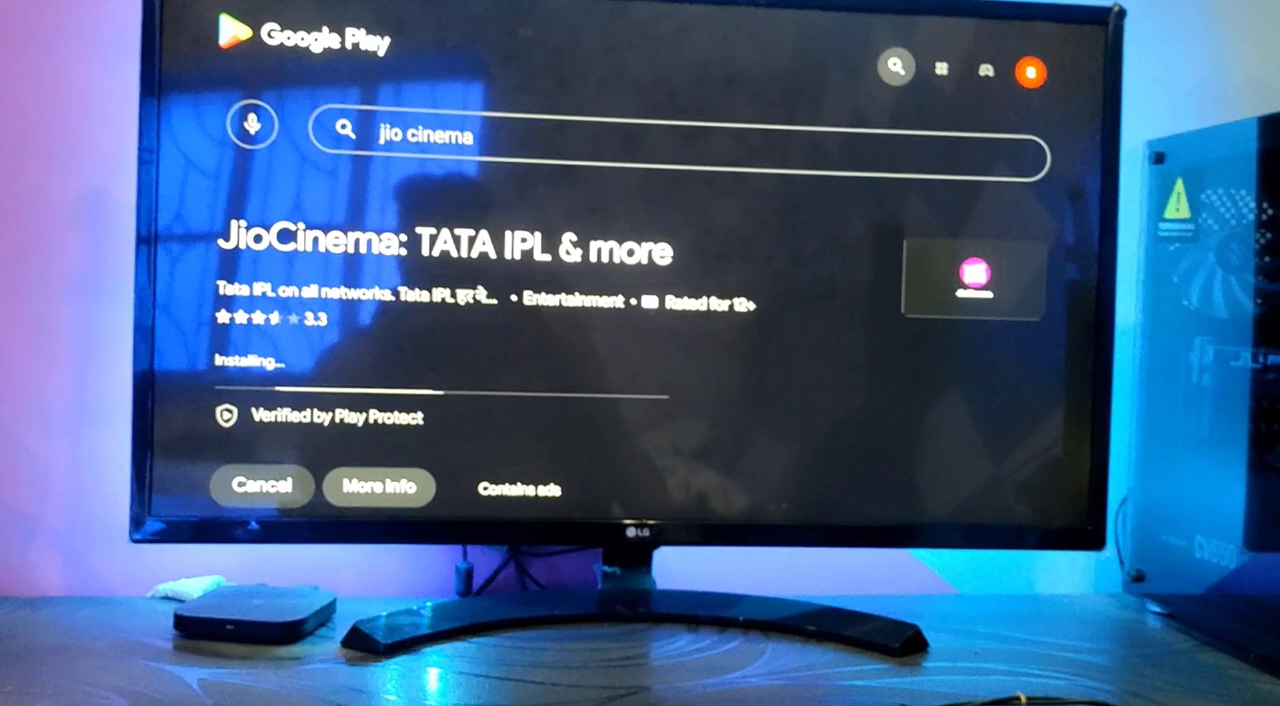 Google Play
S
jio cinema
JioCinema: TATA IPL & more
Tata IPL on all networks. Tata IPL हर ने... • Entertainment • Rated for 12+
3.3
Installing...
Verified by Play Protect
Cancel
More info
Contains ads
LG